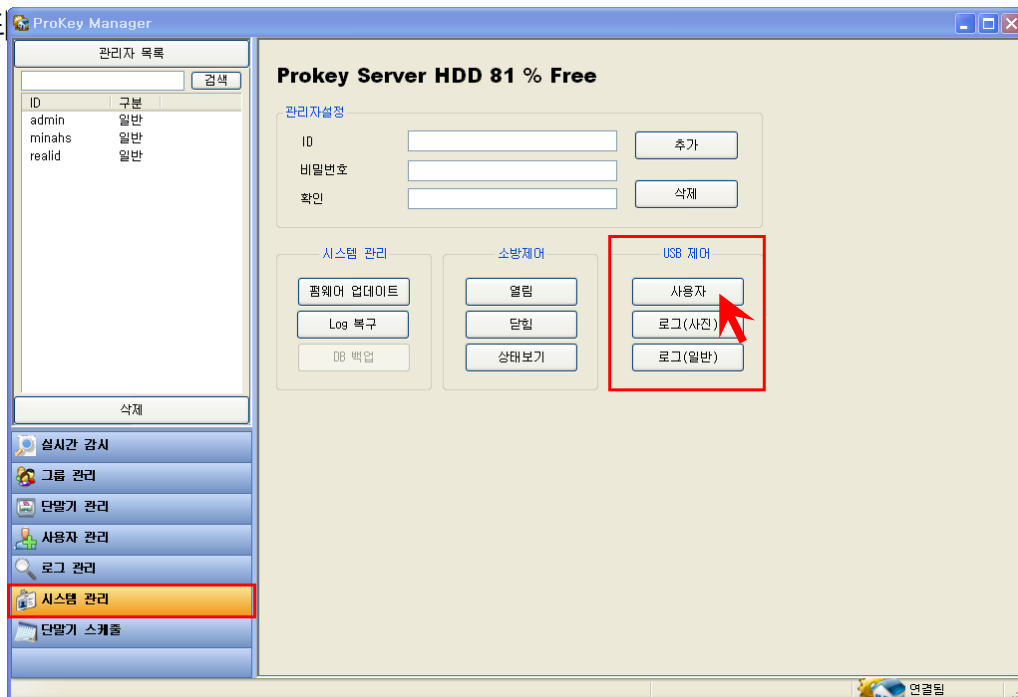 ProKey Manager
관리자 목록
검색
ID 구분
admin 일반
minahs 일반
realid 일반
삭제
실시간 감시
그룹 관리
단말기 관리
사용자 관리
로그 관리
시스템 관리
단말기 스케줄
Prokey Server HDD 81 % Free
관리자설정
ID
비밀번호
확인
추가
삭제
시스템 관리
펌웨어 업데이트
Log 복구
DB 백업
소방제어
열림
닫힘
상태보기
USB 제어
사용자
로그(사진)
로그(일반)
연결됨